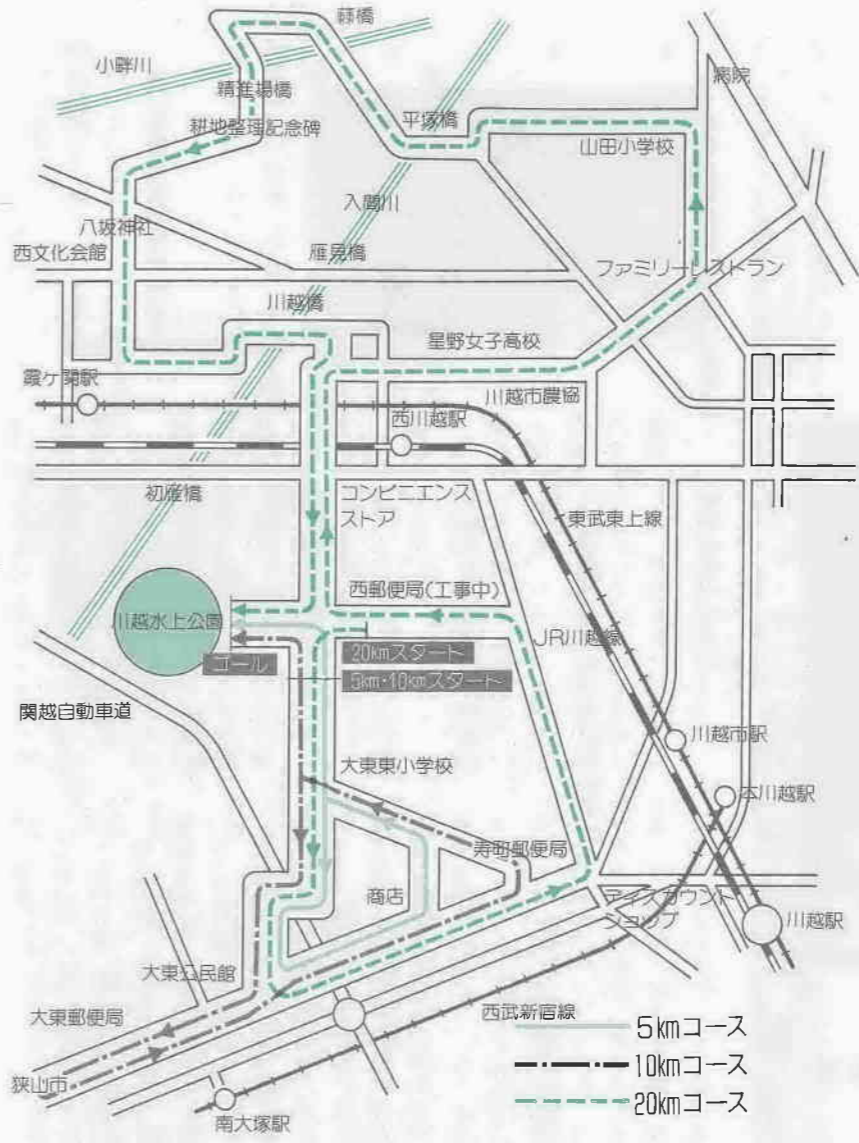 薛橋
小畔川
精進場橋
病院
平塚橋
耕地整理記念碑
山田小学校
入間川
八坂神社
西文化会館
雁見橋
ファミリーレストラン
川越橋
星野女子高校
霞ケ関駅
川越市農協
西川越駅
初雁橋
コンビニエンス
ストア
東武東上線
西郵便局(工事中)
川越水上公園
JR川越線
ゴール
20kmスタート
5km・10kmスタート
関越自動車道
川越市駅
大東東小学校
本川越駅
寿町郵便局
商店
ディスカウント
ショップ
川越駅
大東公民館
大東郵便局
西武新宿線
5kmコース
10kmコース
狭山市
20kmコース
南大塚駅